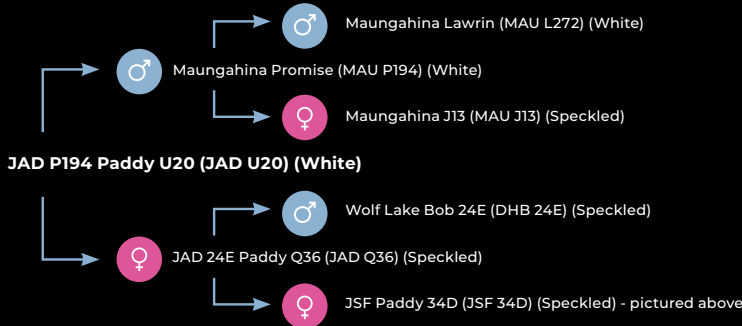 Maungahina Lawrin (MAU L272) (White)
Maungahina Promise (MAU P194) (White)
Maungahina J13 (MAU J13) (Speckled)
JAD P194 Paddy U20 (JAD U20) (White)
Wolf Lake Bob 24E (DHB 24E) (Speckled)
JAD 24E Paddy Q36 (JAD Q36) (Speckled)
JSF Paddy 34D (JSF 34D) (Speckled) - pictured above